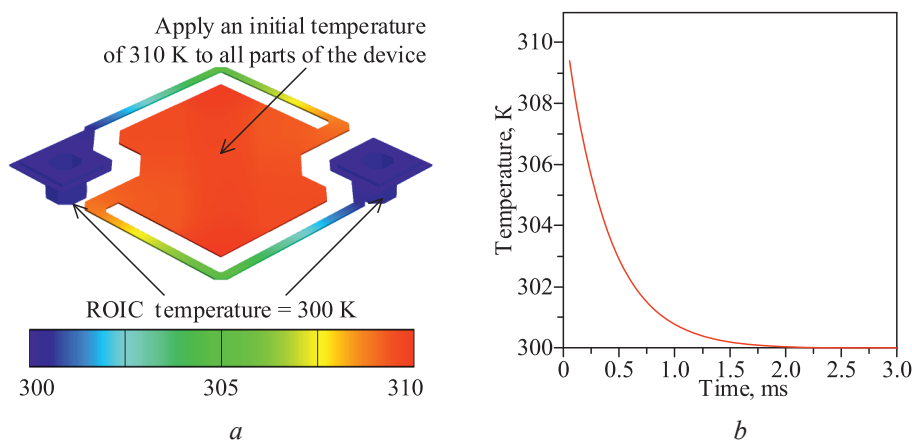 Apply an initial temperature
of 310 K to all parts of the device
ROIC temperature = 300 K
300
305
310
a
Temperature, K
310
308
306
304
302
300
0
0.5
1.0
1.5
2.0
2.5
3.0
Time, ms
b